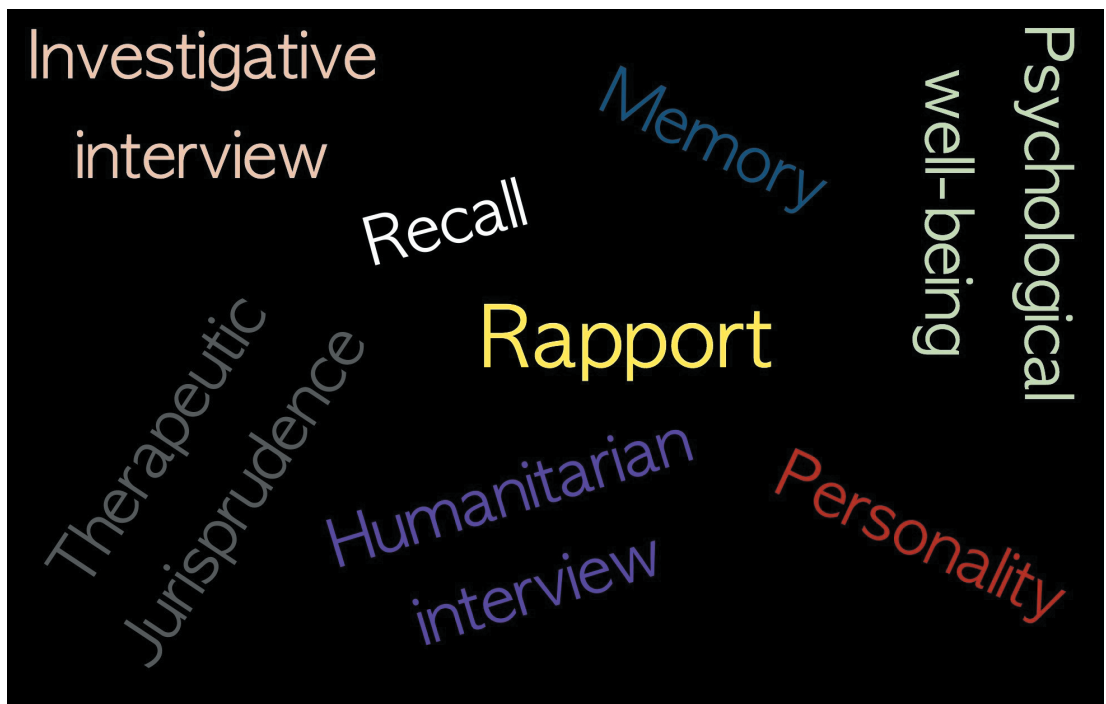 Investigative
interview
Memory
Psychological
well-being
Recall
Rapport
Therapeutic
Jurisprudence
Humanitarian
interview
Personality